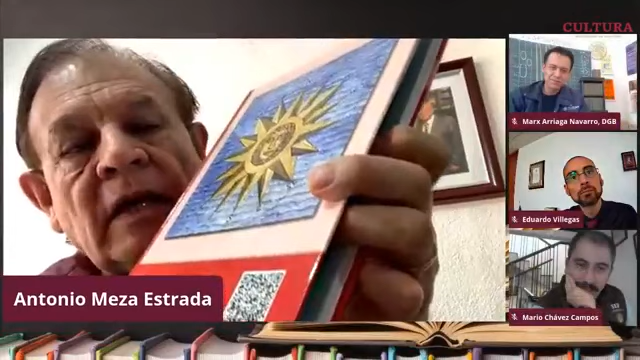 CULTURA
Marx Arriaga Navarro, DGB
Eduardo Villegas
Antonio Meza Estrada
Mario Chávez Campos